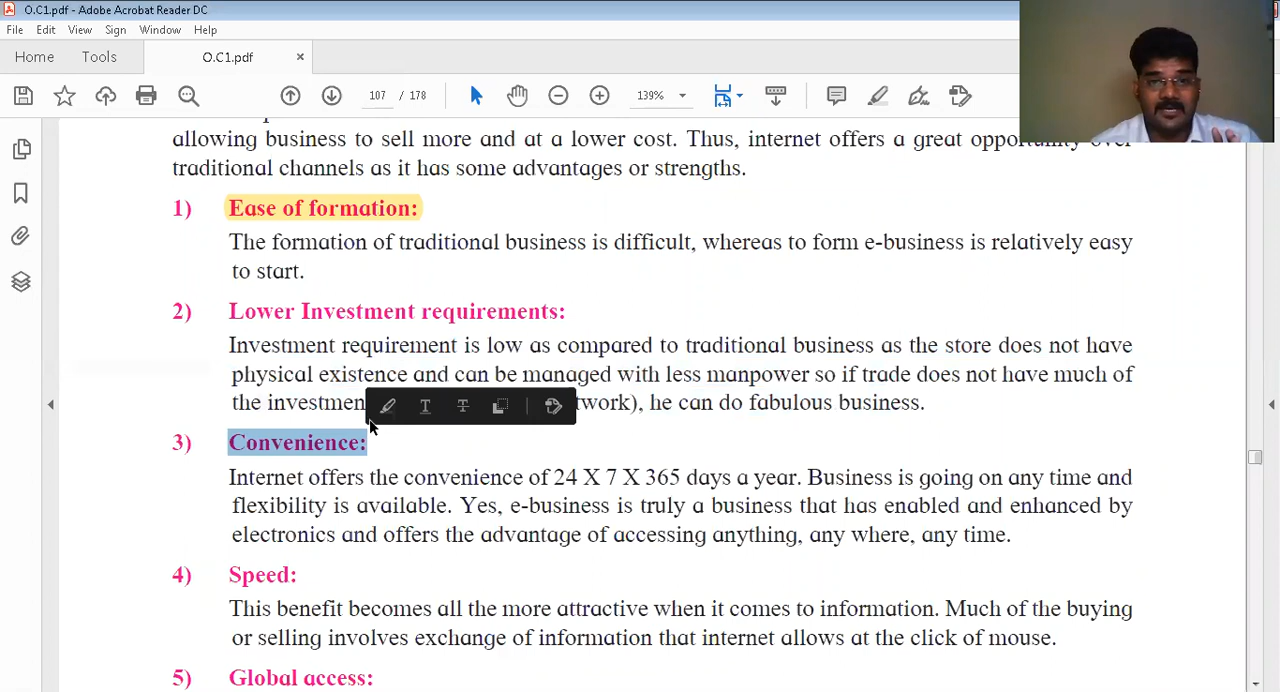 O.C1.pdf - Adobe Acrobat Reader DC
File Edit View Sign Window Help
Home Tools O.C1.pdf ×
107 / 178 139%
allowing business to sell more and at a lower cost. Thus, internet offers a great opportunity over
traditional channels as it has some advantages or strengths.
1) Ease of formation:
The formation of traditional business is difficult, whereas to form e-business is relatively easy
to start.
2) Lower Investment requirements:
Investment requirement is low as compared to traditional business as the store does not have
physical existence and can be managed with less manpower so if trade does not have much of
the investmen twork), he can do fabulous business.
3) Convenience:
Internet offers the convenience of 24 X 7 X 365 days a year. Business is going on any time and
flexibility is available. Yes, e-business is truly a business that has enabled and enhanced by
electronics and offers the advantage of accessing anything, any where, any time.
4) Speed:
This benefit becomes all the more attractive when it comes to information. Much of the buying
or selling involves exchange of information that internet allows at the click of mouse.
5) Global access: